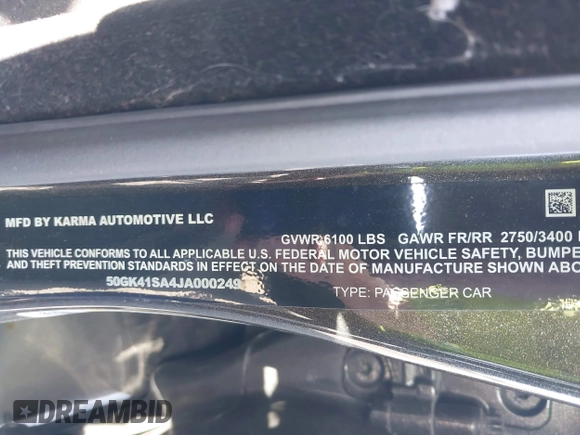 MFD BY KARMA AUTOMOTIVE LLC
GVWR 6100 LBS GAWR FR/RR 2750/3400
THIS VEHICLE CONFORMS TO ALL APPLICABLE U.S. FEDERAL MOTOR VEHICLE SAFETY, BUMPE
AND THEFT PREVENTION STANDARDS IN EFFECT ON THE DATE OF MANUFACTURE SHOWN ABO
50GK41SA4JA000249
TYPE: PASSENGER CAR
DREAMBID